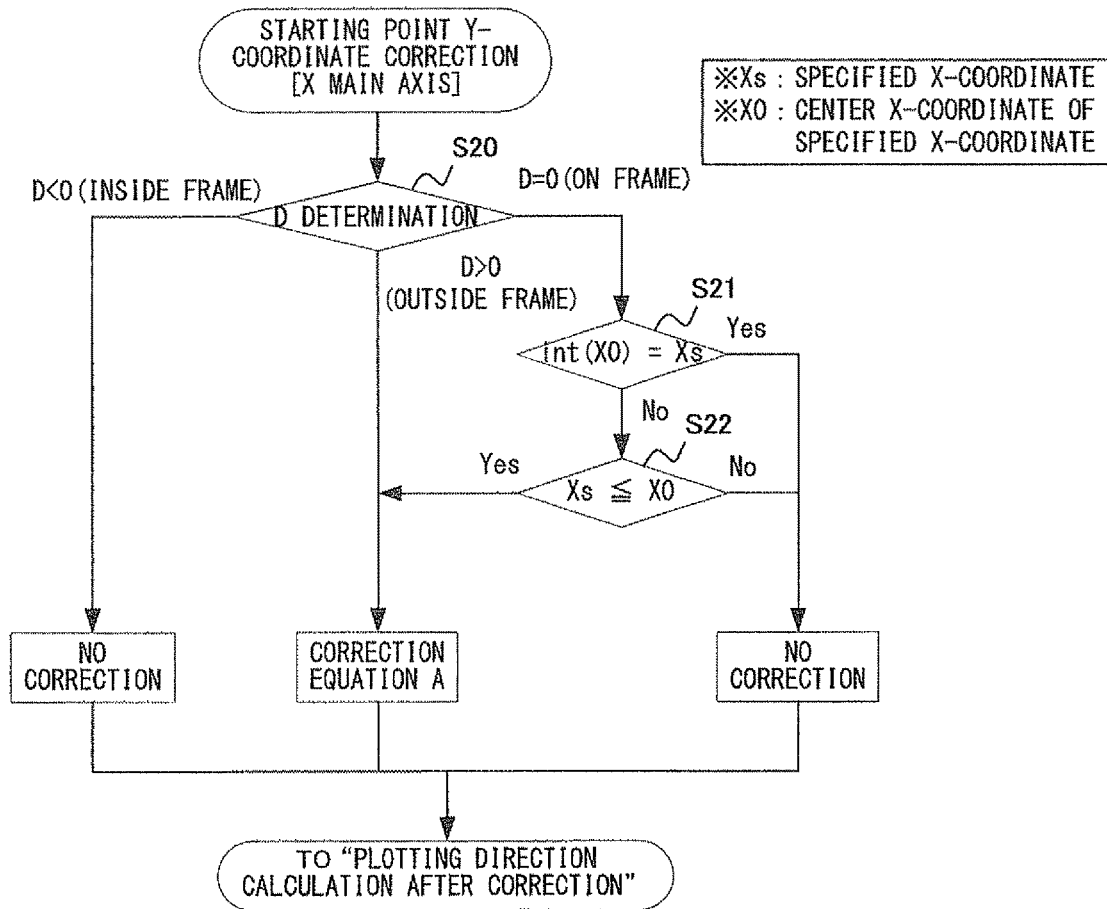 STARTING POINT Y-
COORDINATE CORRECTION
[X MAIN AXIS]
※Xs : SPECIFIED X-COORDINATE
※X0 : CENTER X-COORDINATE OF
SPECIFIED X-COORDINATE
S20
D<0 (INSIDE FRAME)
D=0 (ON FRAME)
D DETERMINATION
D>0
(OUTSIDE FRAME)
S21
Yes
int(X0) = Xs
No
S22
Yes
Xs ≦ X0
No
NO
CORRECTION
CORRECTION
EQUATION A
NO
CORRECTION
TO “PLOTTING DIRECTION
CALCULATION AFTER CORRECTION”